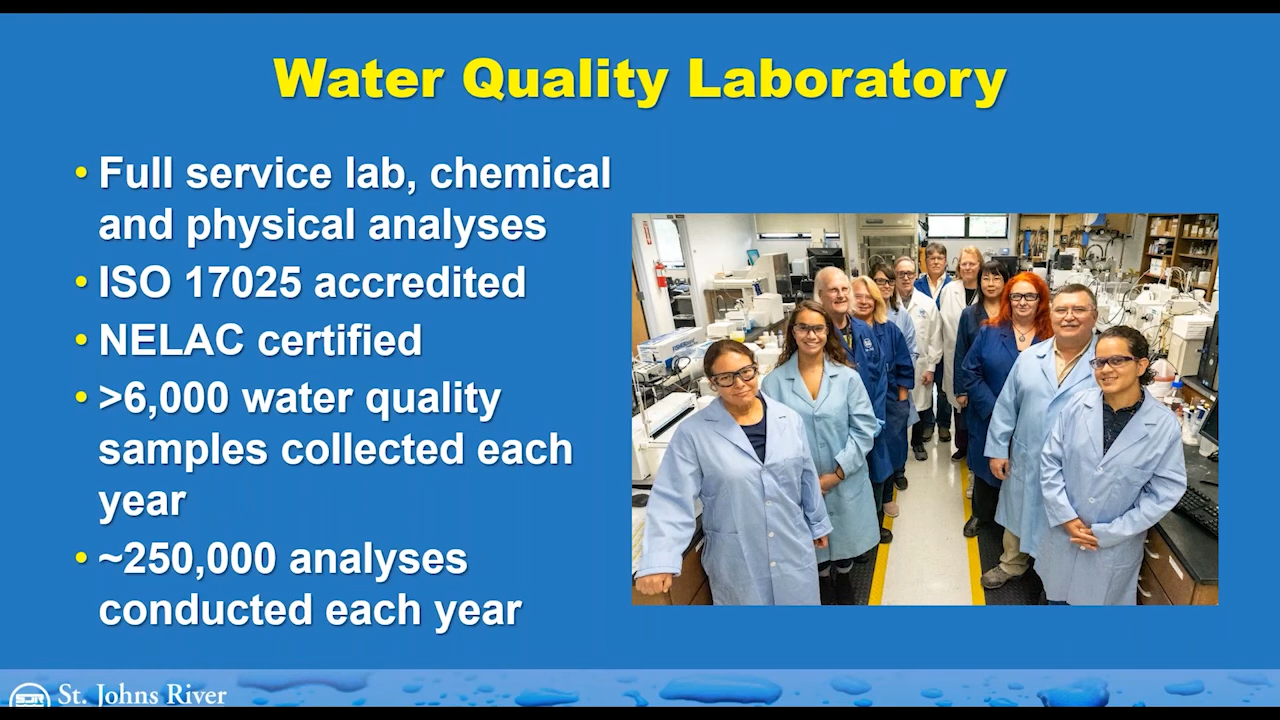 Water Quality Laboratory
• Full service lab, chemical
and physical analyses
• ISO 17025 accredited
• NELAC certified
• >6,000 water quality
samples collected each
year
• ~250,000 analyses
conducted each year
St. Johns River